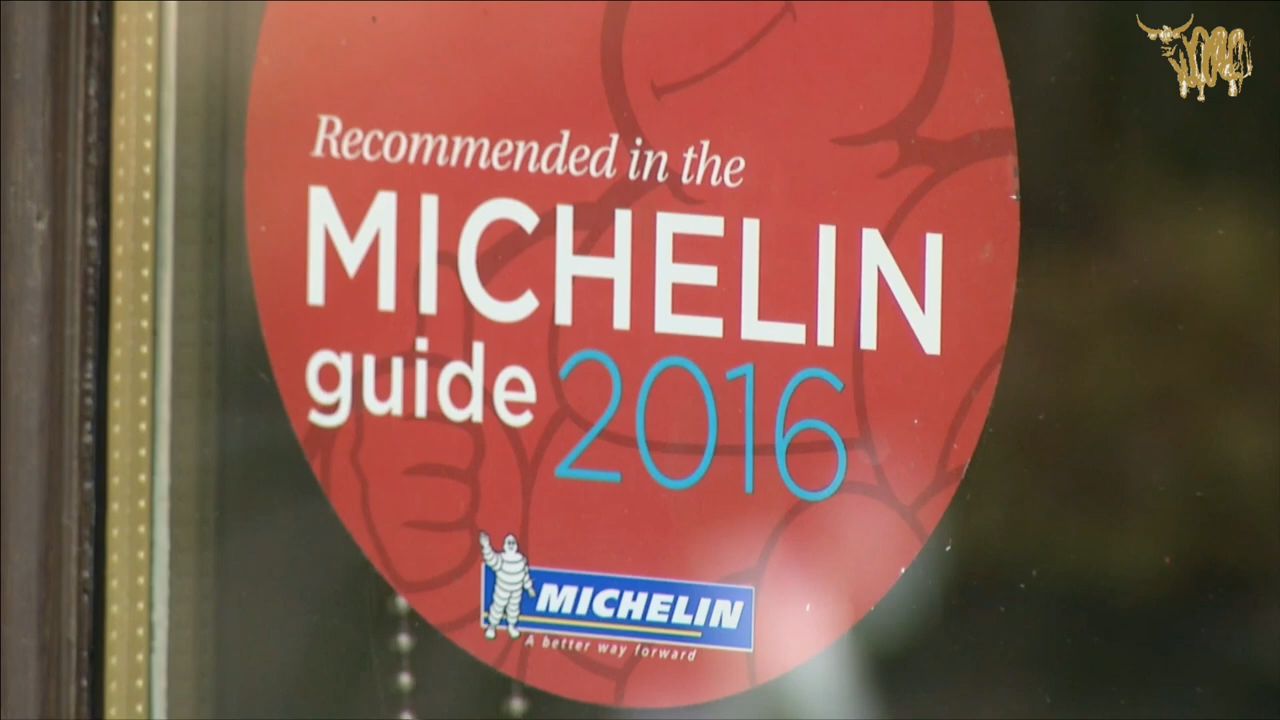 Recommended in the
MICHELIN
guide 2016
MICHELIN
A better way forward